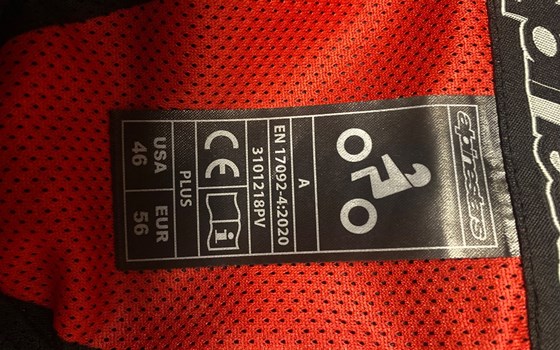 alpinestars
A
EN 17092-4:2020
3101218PV
CE
i
PLUS
USA EUR
46 56